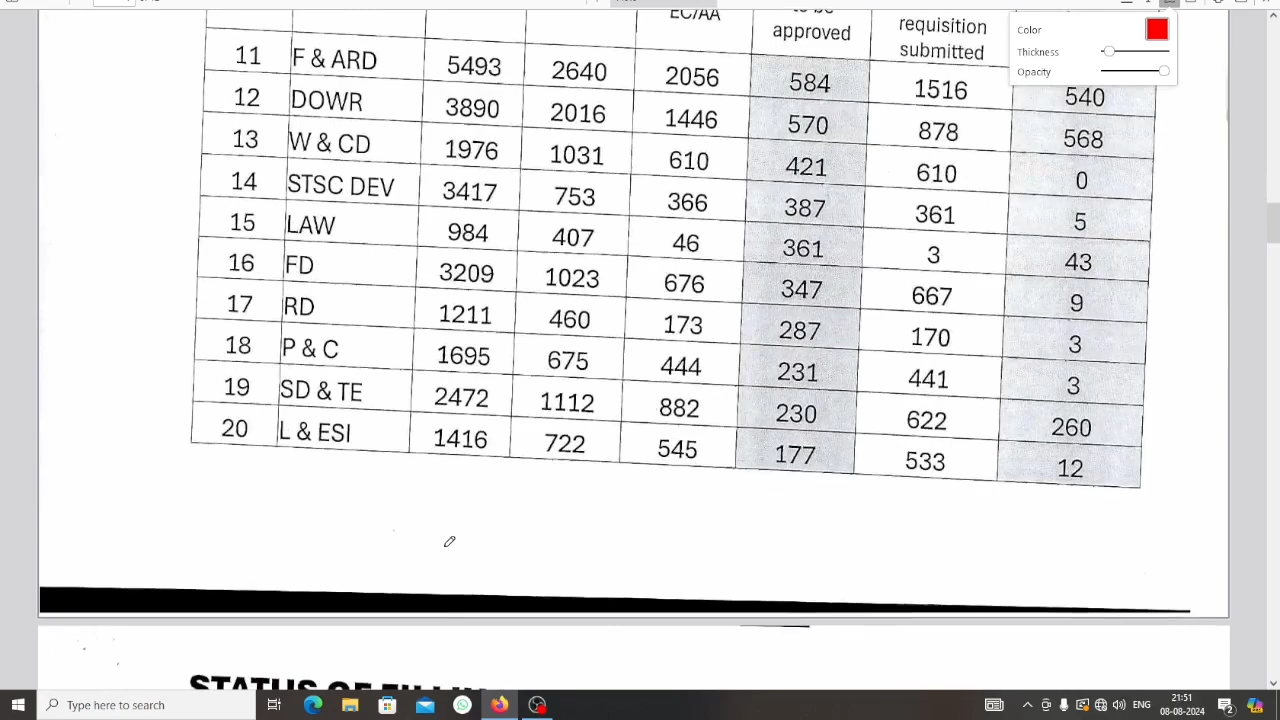 Color
Thickness
Opacity
EC/AA
approved
requisition
submitted
11 F & ARD 5493 2640 2056 584 1516 540
12 DOWR 3890 2016 1446 570 878 568
13 W & CD 1976 1031 610 421 610 0
14 STSC DEV 3417 753 366 387 361 5
15 LAW 984 407 46 361 3 43
16 FD 3209 1023 676 347 667 9
17 RD 1211 460 173 287 170 3
18 P & C 1695 675 444 231 441 3
19 SD & TE 2472 1112 882 230 622 260
20 L & ESI 1416 722 545 177 533 12
STATUS OF
Type here to search
ENG
21:51
08-08-2024
2